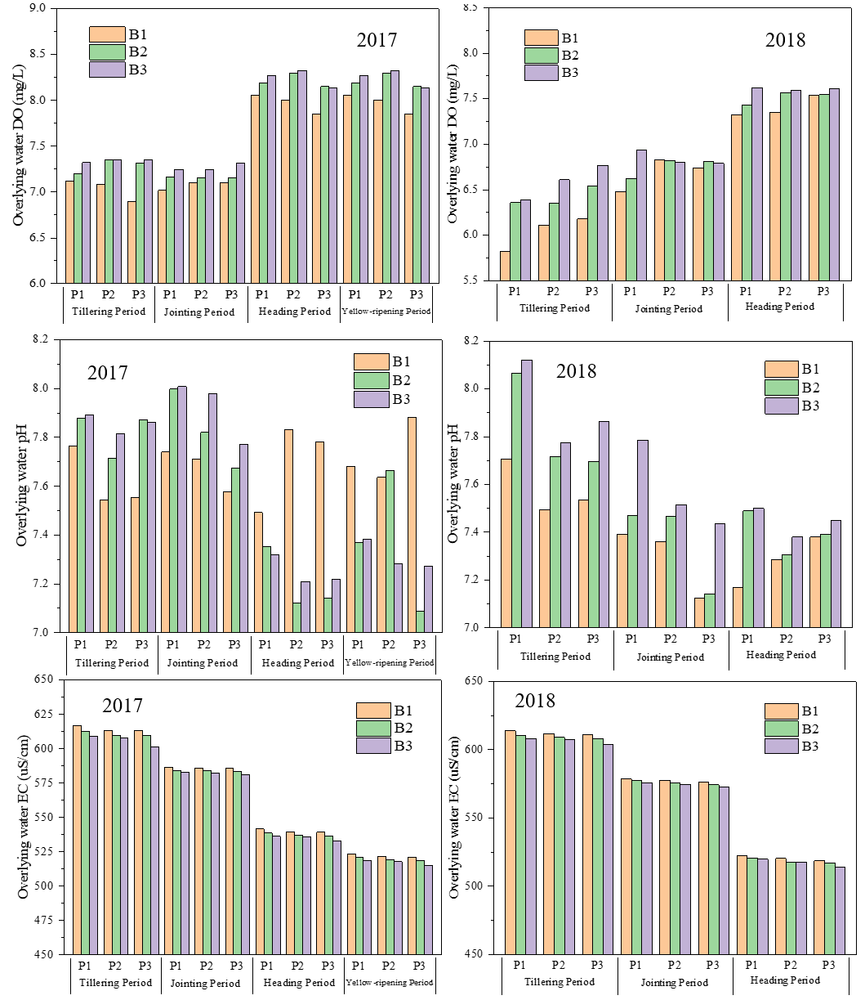 Overlying water DO (mg/L)
9.0
8.5
8.0
7.5
7.0
6.5
6.0
B1
B2
B3
2017
P1 P2 P3 P1 P2 P3 P1 P2 P3 P1 P2 P3
Tillering Period Jointing Period Heading Period Yellow-ripening Period
Overlying water DO (mg/L)
8.5
8.0
7.5
7.0
6.5
6.0
5.5
B1
B2
B3
2018
P1 P2 P3 P1 P2 P3 P1 P2 P3
Tillering Period Jointing Period Heading Period
Overlying water pH
8.2
8.0
7.8
7.6
7.4
7.2
7.0
2017
B1
B2
B3
P1 P2 P3 P1 P2 P3 P1 P2 P3 P1 P2 P3
Tillering Period Jointing Period Heading Period Yellow-ripening Period
Overlying water pH
8.2
8.0
7.8
7.6
7.4
7.2
7.0
2018
B1
B2
B3
P1 P2 P3 P1 P2 P3 P1 P2 P3
Tillering Period Jointing Period Heading Period
Overlying water EC (uS/cm)
650
625
600
575
550
525
500
475
450
2017
B1
B2
B3
P1 P2 P3 P1 P2 P3 P1 P2 P3 P1 P2 P3
Tillering Period Jointing Period Heading Period Yellow-ripening Period
Overlying water EC (uS/cm)
650
600
550
500
450
2018
B1
B2
B3
P1 P2 P3 P1 P2 P3 P1 P2 P3
Tillering Period Jointing Period Heading Period